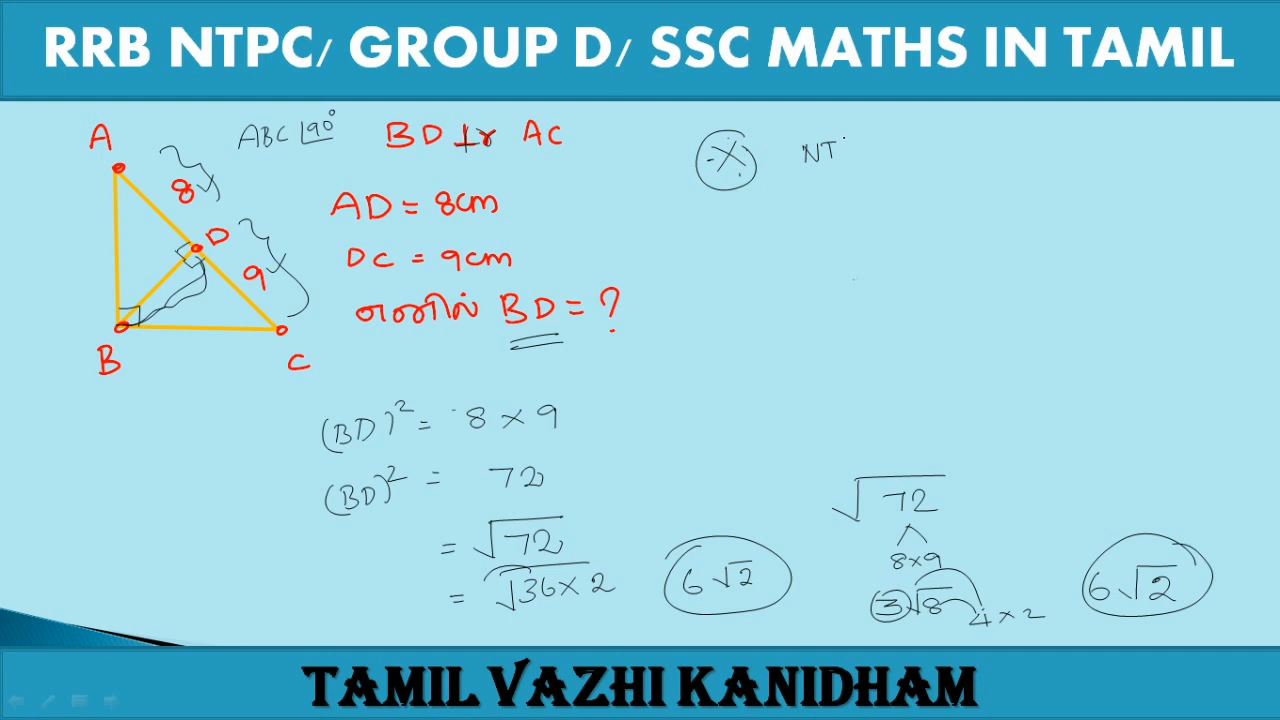 RRB NTPC/ GROUP D/ SSC MATHS IN TAMIL
ABC 90°
BD ⊥r AC
A
8
D
9
B
C
AD = 8cm
DC = 9cm
எனில் BD = ?
(BD)² = 8 × 9
(BD)² = 72
= √72
= √36×2
6√2
NT
√72
8×9
3√8
4×2
6√2
TAMIL VAZHI KANIDHAM